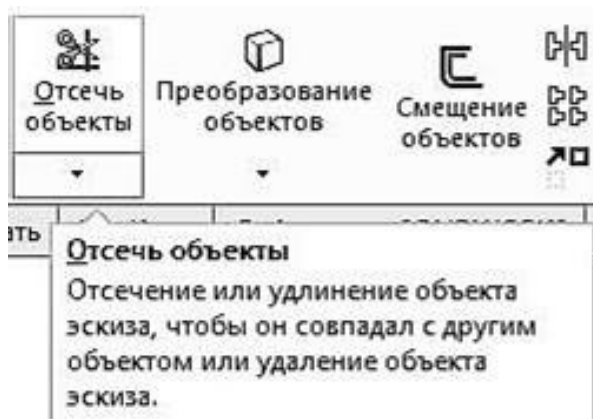 Отсечь
объекты
Преобразование
объектов
Смещение
объектов
ать
Отсечь объекты
Отсечение или удлинение объекта
эскиза, чтобы он совпадал с другим
объектом или удаление объекта
эскиза.